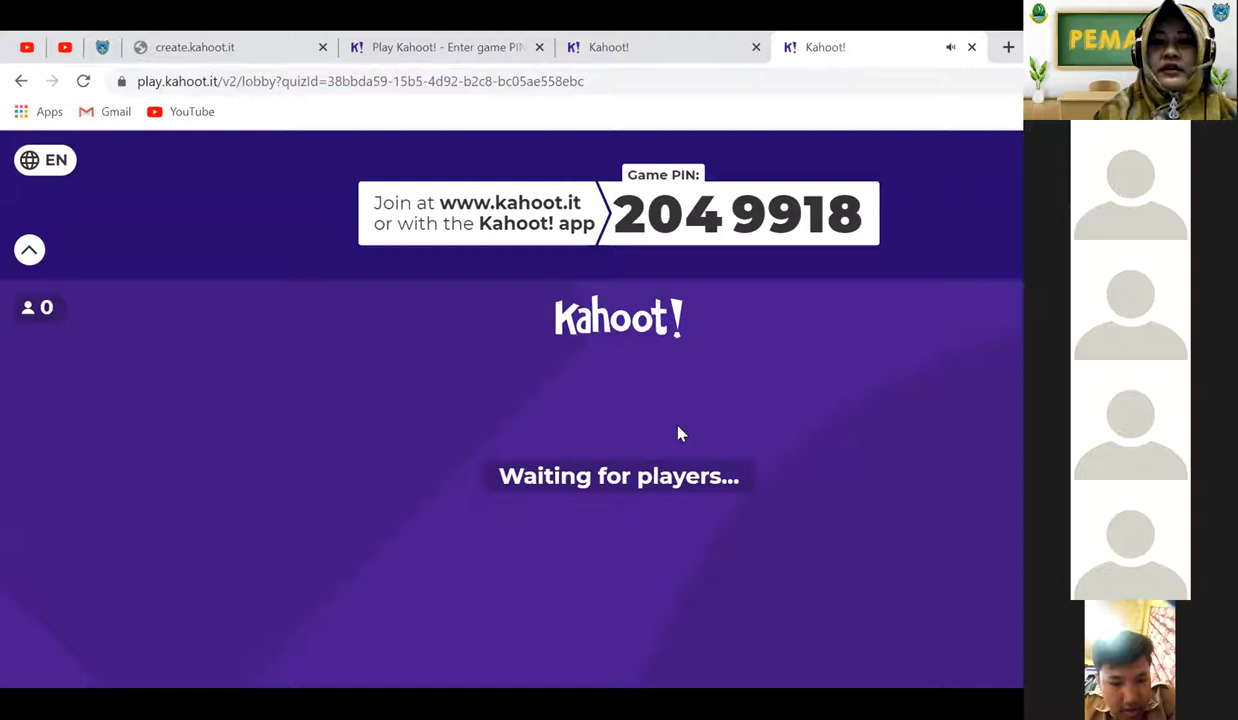 create.kahoot.it
Play Kahoot! - Enter game PIN
Kahoot!
Kahoot!
play.kahoot.it/v2/lobby?quizId=38bbda59-15b5-4d92-b2c8-bc05ae558ebc
Apps
Gmail
YouTube
EN
Game PIN:
Join at www.kahoot.it
or with the Kahoot! app
204 9918
0
Kahoot!
Waiting for players...
PEMA